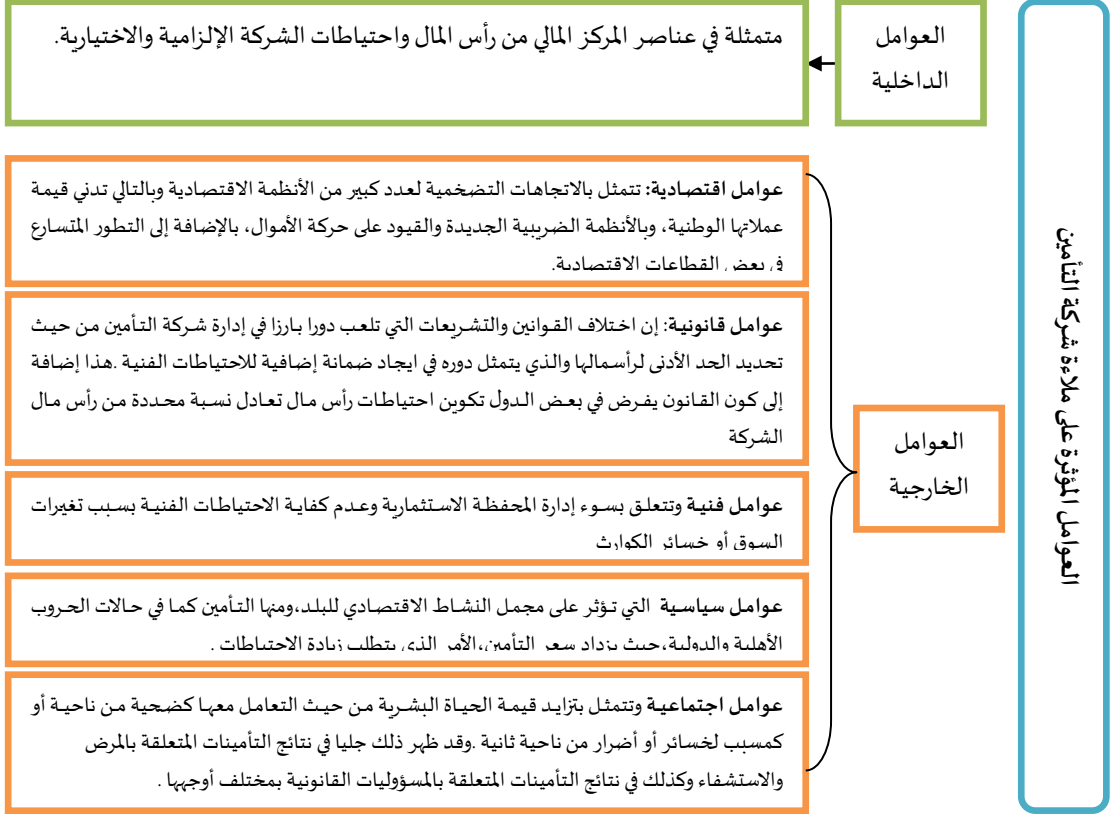 العوامل المؤثرة على ملاءة شركة التأمين
العوامل
الداخلية
متمثلة في عناصر المركز المالي من رأس المال واحتياطات الشركة الإلزامية والاختيارية.
العوامل
الخارجية
عوامل اقتصادية: تتمثل بالاتجاهات التضخمية لعدد كبير من الأنظمة الاقتصادية وبالتالي تدني قيمة
عملاتها الوطنية، وبالأنظمة الضريبية الجديدة والقيود على حركة الأموال، بالإضافة إلى التطور المتسارع
في بعض القطاعات الاقتصادية.
عوامل قانونية: إن اختلاف القوانين والتشريعات التي تلعب دورا بارزا في إدارة شركة التأمين من حيث
تحديد الحد الأدنى لرأسمالها والذي يتمثل دوره في ايجاد ضمانة إضافية للاحتياطات الفنية .هذا إضافة
إلى كون القانون يفرض في بعض الدول تكوين احتياطات رأس مال تعادل نسبة محددة من رأس مال
الشركة
عوامل فنية وتتعلق بسوء إدارة المحفظة الاستثمارية وعدم كفاية الاحتياطات الفنية بسبب تغيرات
السوق أو خسائر الكوارث
عوامل سياسية التي تؤثر على مجمل النشاط الاقتصادي للبلد،ومنها التأمين كما في حالات الحروب
الأهلية والدولية،حيث يزداد سعر التأمين،الأمر الذي يتطلب زيادة الاحتياطات .
عوامل اجتماعية وتتمثل بتزايد قيمة الحياة البشرية من حيث التعامل معها كضحية من ناحية أو
كمسبب لخسائر أو أضرار من ناحية ثانية .وقد ظهر ذلك جليا في نتائج التأمينات المتعلقة بالمرض
والاستشفاء وكذلك في نتائج التأمينات المتعلقة بالمسؤوليات القانونية بمختلف أوجهها .